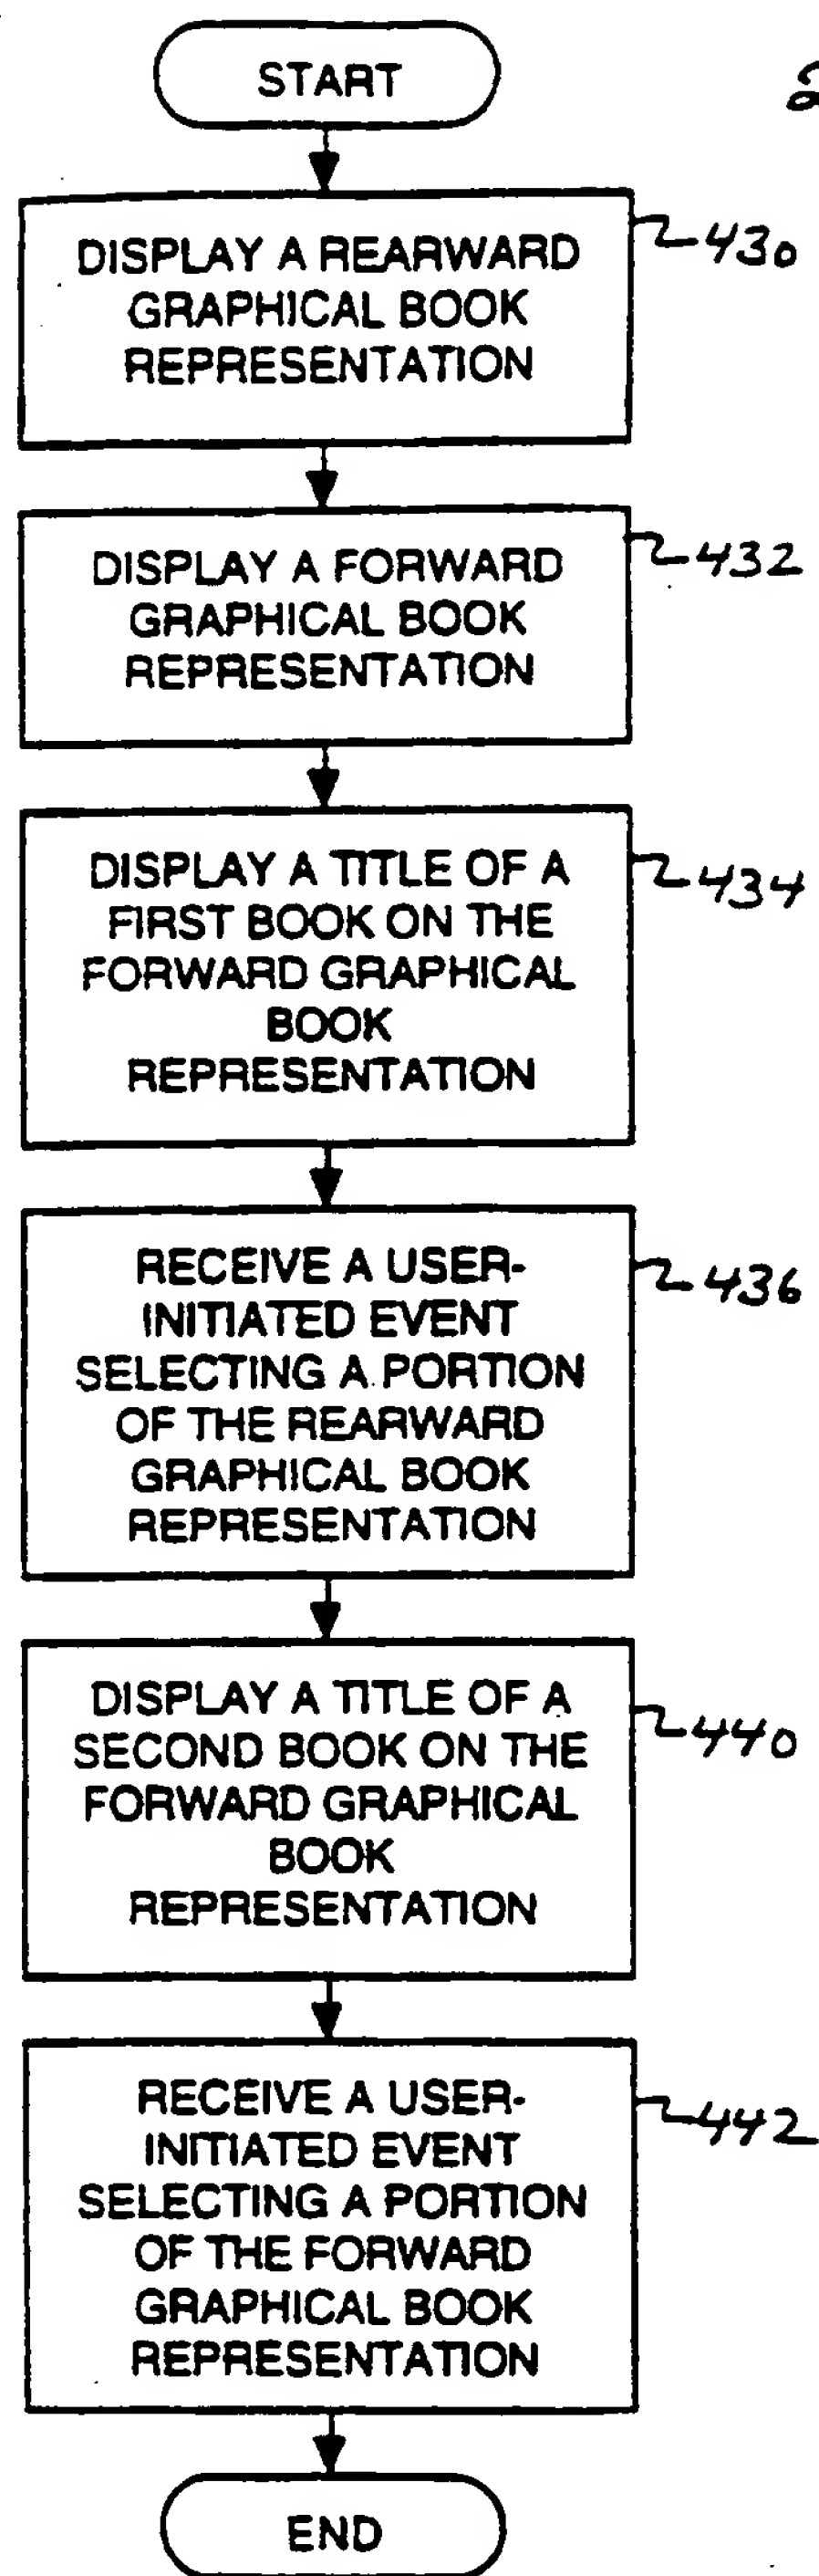 START
2
DISPLAY A REARWARD
GRAPHICAL BOOK
REPRESENTATION
430
DISPLAY A FORWARD
GRAPHICAL BOOK
REPRESENTATION
432
DISPLAY A TITLE OF A
FIRST BOOK ON THE
FORWARD GRAPHICAL
BOOK
REPRESENTATION
434
RECEIVE A USER-
INITIATED EVENT
SELECTING A PORTION
OF THE REARWARD
GRAPHICAL BOOK
REPRESENTATION
436
DISPLAY A TITLE OF A
SECOND BOOK ON THE
FORWARD GRAPHICAL
BOOK
REPRESENTATION
440
RECEIVE A USER-
INITIATED EVENT
SELECTING A PORTION
OF THE FORWARD
GRAPHICAL BOOK
REPRESENTATION
442
END